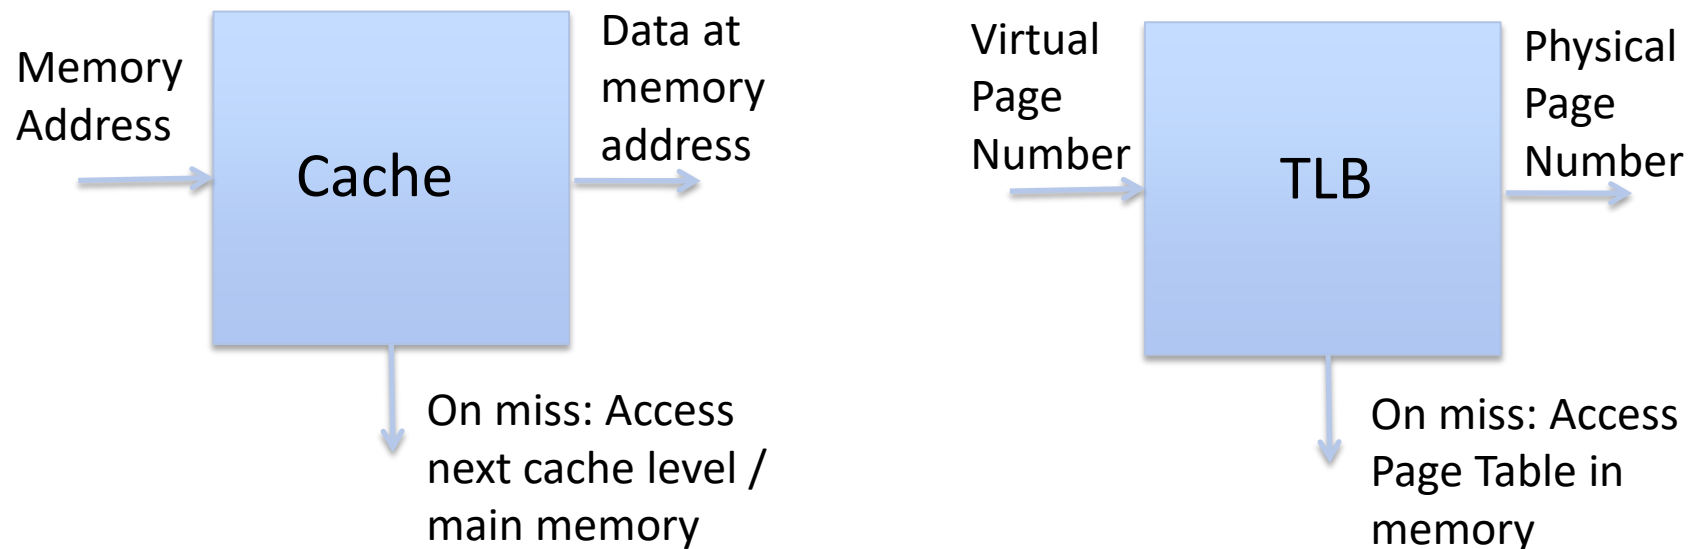 Memory
Address
Cache
Data at
memory
address
On miss: Access
next cache level /
main memory
Virtual
Page
Number
TLB
Physical
Page
Number
On miss: Access
Page Table in
memory